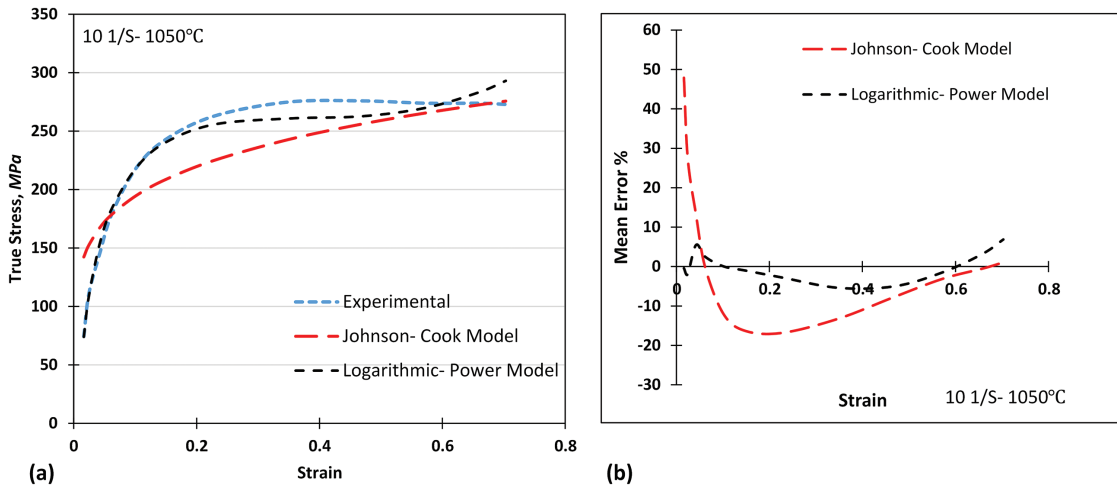 350
300
250
200
150
100
50
0
True Stress, MPa
10 1/S- 1050℃
Experimental
Johnson- Cook Model
Logarithmic- Power Model
0
0.2
0.4
0.6
0.8
Strain
(a)
60
50
40
30
20
10
0
-10
-20
-30
Mean Error %
Johnson- Cook Model
Logarithmic- Power Model
0
0.2
0.4
0.6
0.8
Strain
10 1/S- 1050℃
(b)